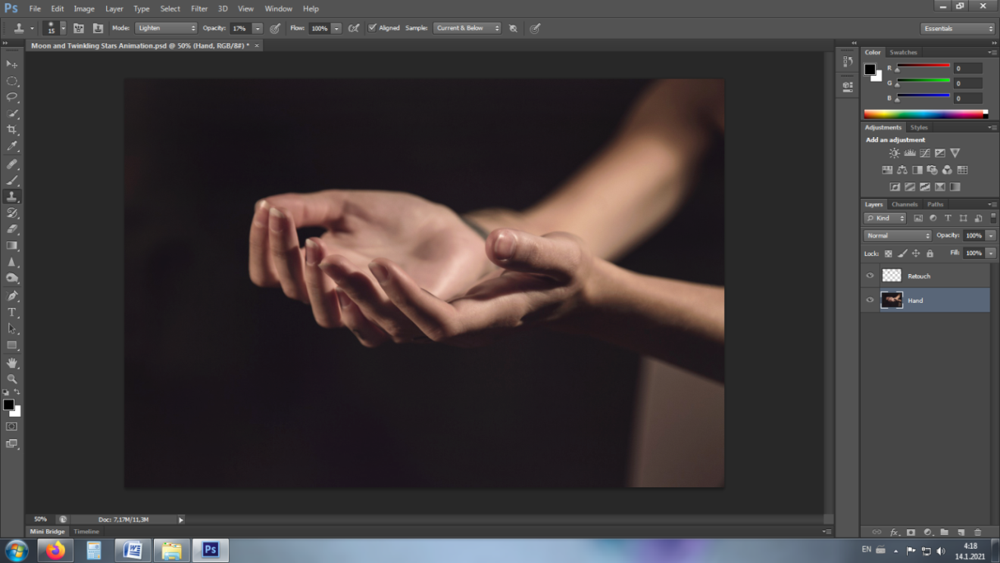 Ps File Edit Image Layer Type Select Filter 3D View Window Help
15 Mode: Lighten Opacity: 17% Flow: 100% Aligned Sample: Current & Below Essentials
Moon and Twinkling Stars Animation.psd @ 50% (Hand, RGB/8#) * ×
Color Swatches
R 0
G 0
B 0
Adjustments Styles
Add an adjustment
Layers Channels Paths
Kind
Normal Opacity: 100%
Lock: Fill: 100%
Retouch
Hand
50% Doc: 7,17M/11,3M
Mini Bridge Timeline
fx
Ps EN 4:18
14.1.2021